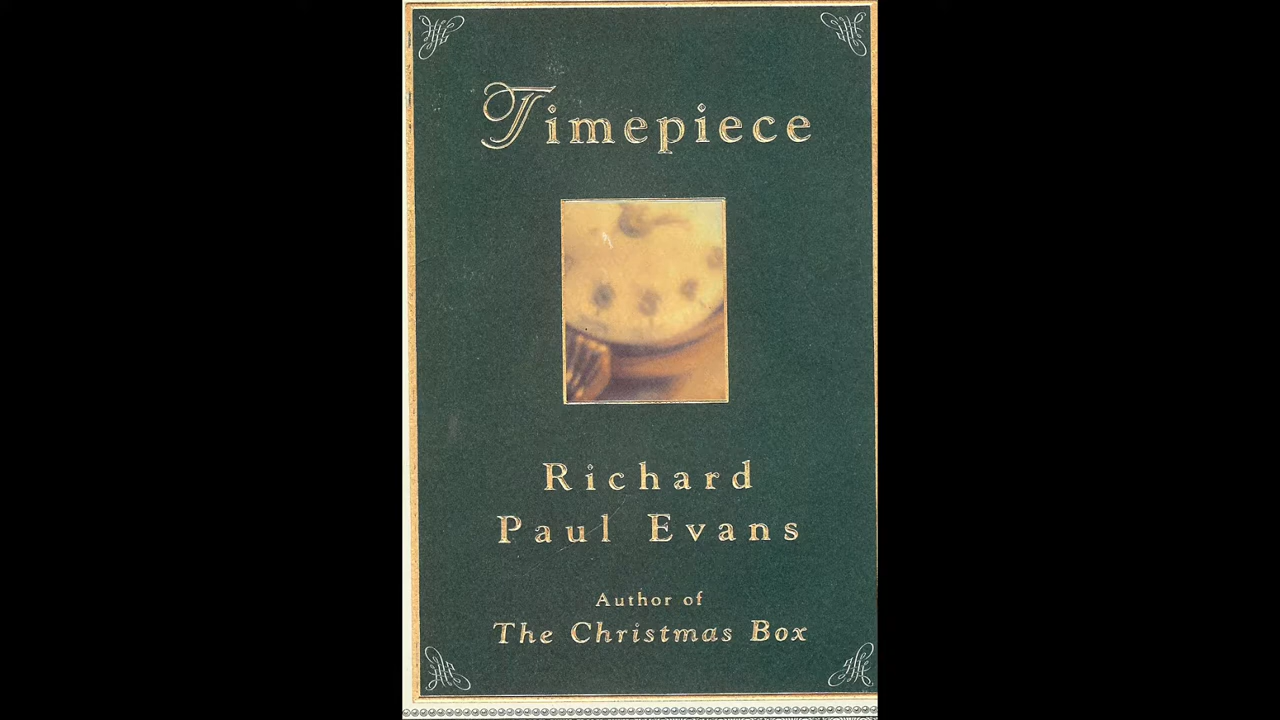 Timepiece
Richard
Paul Evans
Author of
The Christmas Box